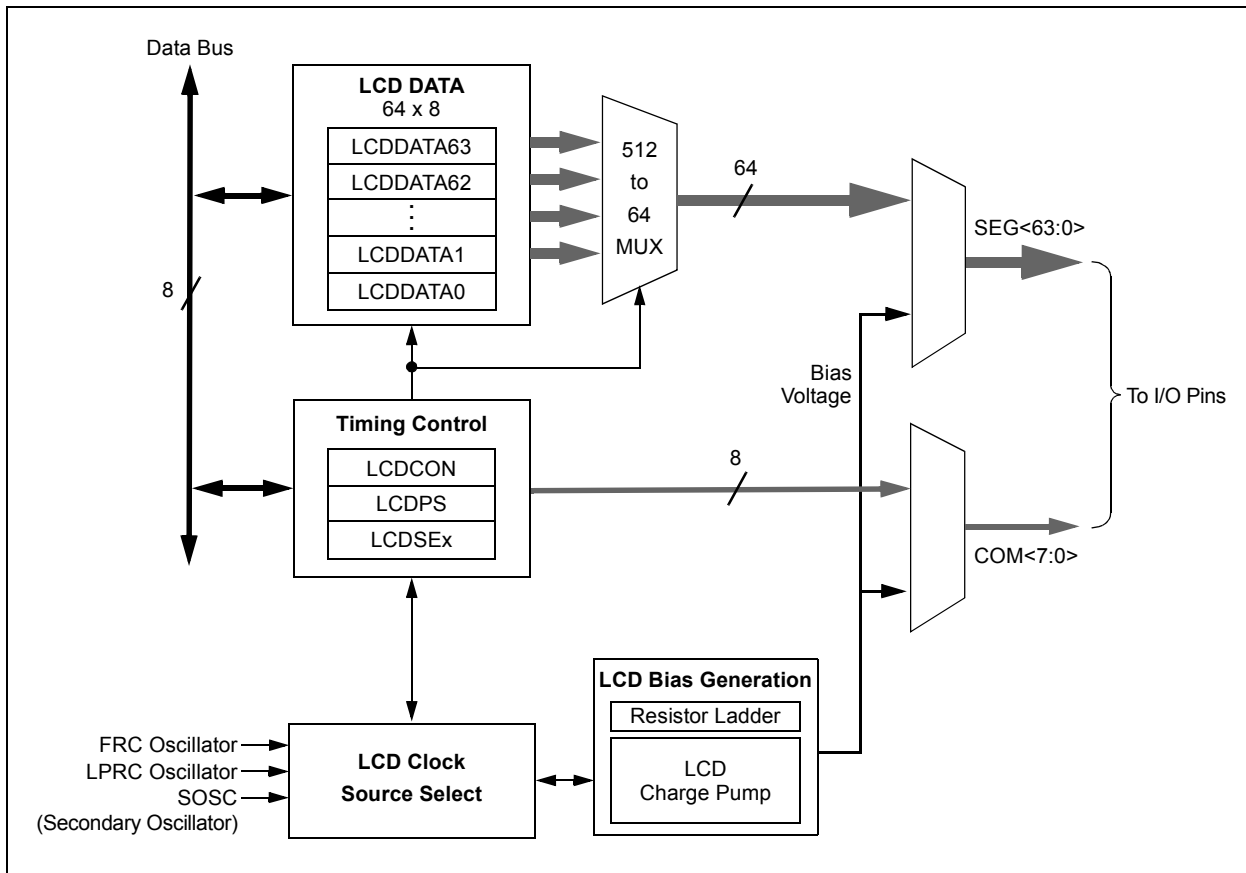 Data Bus
LCD DATA
64 x 8
LCDDATA63
LCDDATA62
⋮
LCDDATA1
LCDDATA0
512
to
64
MUX
64
SEG<63:0>
8
Bias
Voltage
To I/O Pins
Timing Control
LCDCON
LCDPS
LCDSEx
8
COM<7:0>
LCD Bias Generation
Resistor Ladder
LCD
Charge Pump
FRC Oscillator
LPRC Oscillator
SOSC
(Secondary Oscillator)
LCD Clock
Source Select